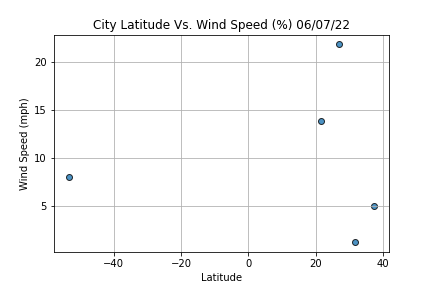 City Latitude Vs. Wind Speed (%) 06/07/22
20
15
10
5
Wind Speed (mph)
−40 −20 0 20 40
Latitude